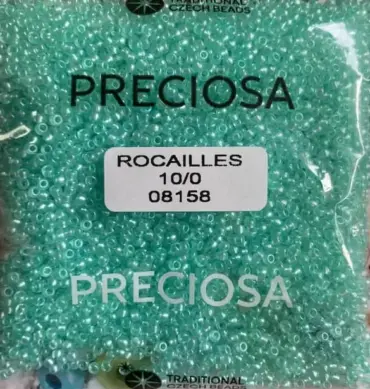 TRADITIONAL
CZECH BEADS
PRECIOSA
ROCAILLES
10/0
08158
PRECIOSA
TRADITIONAL
CZECH BEADS